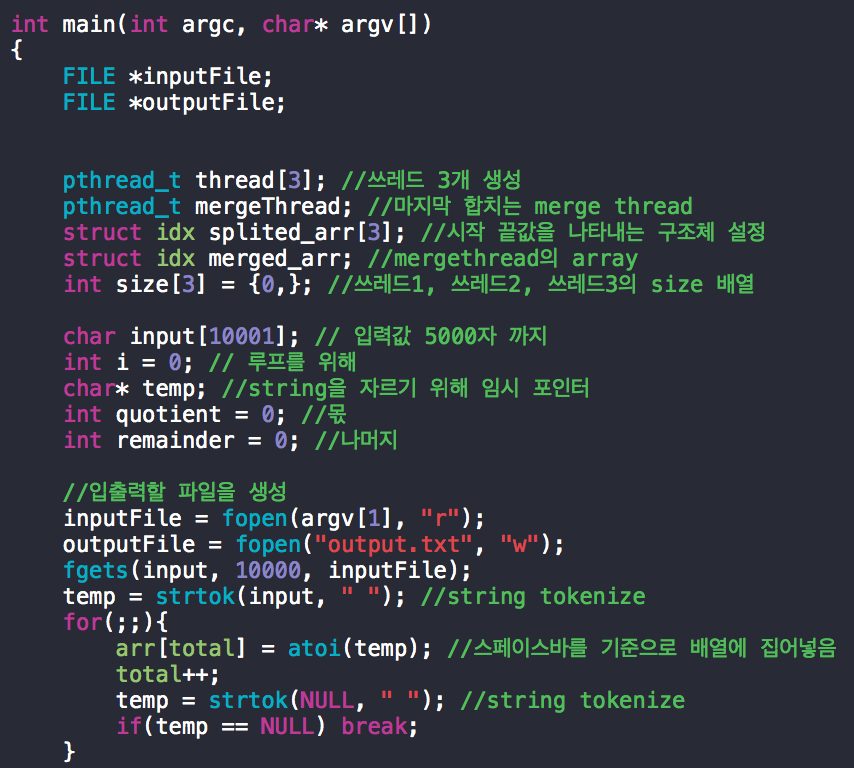 int main(int argc, char* argv[])
{
    FILE *inputFile;
    FILE *outputFile;

    pthread_t thread[3]; //쓰레드 3개 생성
    pthread_t mergeThread; //마지막 합치는 merge thread
    struct idx splited_arr[3]; //시작 끝값을 나타내는 구조체 설정
    struct idx merged_arr; //mergethread의 array
    int size[3] = {0,}; //쓰레드1, 쓰레드2, 쓰레드3의 size 배열

    char input[10001]; // 입력값 5000자 까지
    int i = 0; // 루프를 위해
    char* temp; //string을 자르기 위해 임시 포인터
    int quotient = 0; //몫
    int remainder = 0; //나머지

    //입출력할 파일을 생성
    inputFile = fopen(argv[1], "r");
    outputFile = fopen("output.txt", "w");
    fgets(input, 10000, inputFile);
    temp = strtok(input, " "); //string tokenize
    for(;;){
        arr[total] = atoi(temp); //스페이스바를 기준으로 배열에 집어넣음
        total++;
        temp = strtok(NULL, " "); //string tokenize
        if(temp == NULL) break;
    }